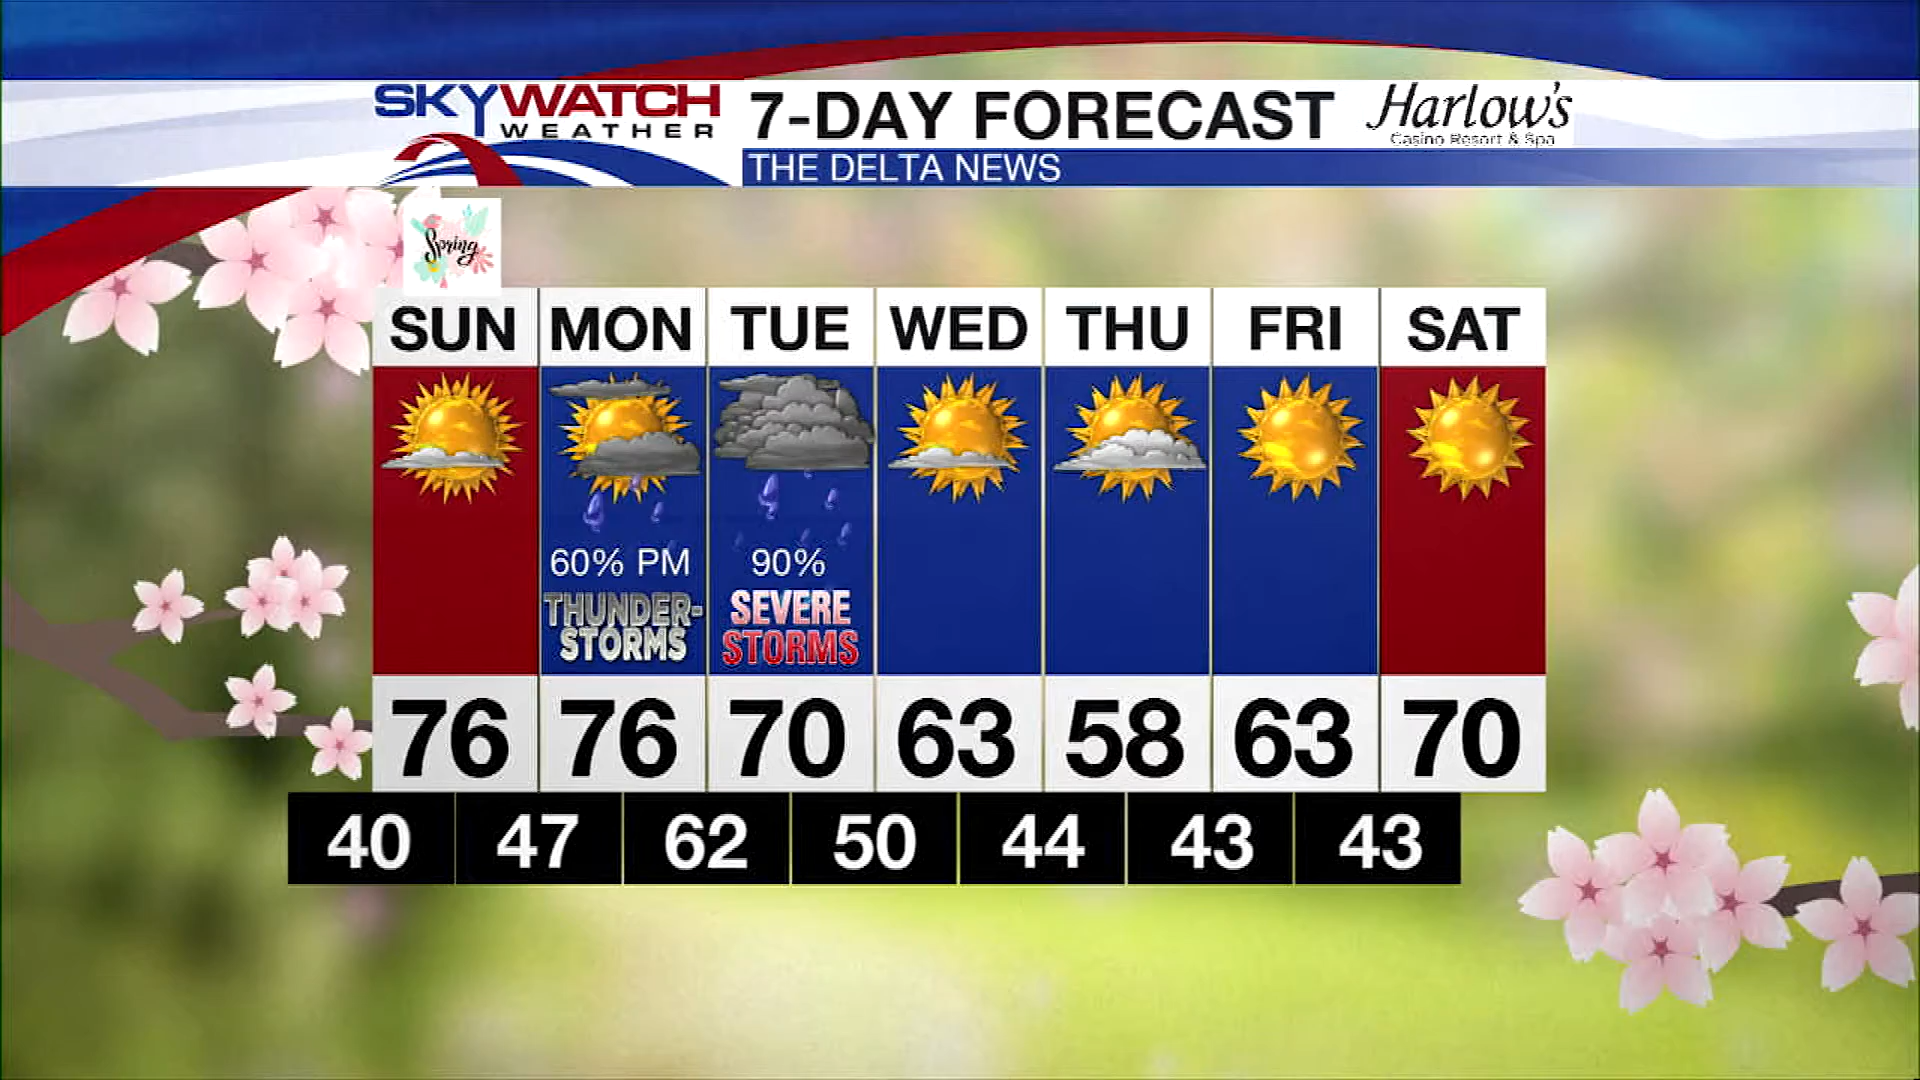 SKYWATCH
WEATHER
7-DAY FORECAST
Harlow's
Casino Resort & Spa
THE DELTA NEWS
Spring
SUN MON TUE WED THU FRI SAT
60% PM 90%
THUNDER- SEVERE
STORMS STORMS
76 76 70 63 58 63 70
40 47 62 50 44 43 43